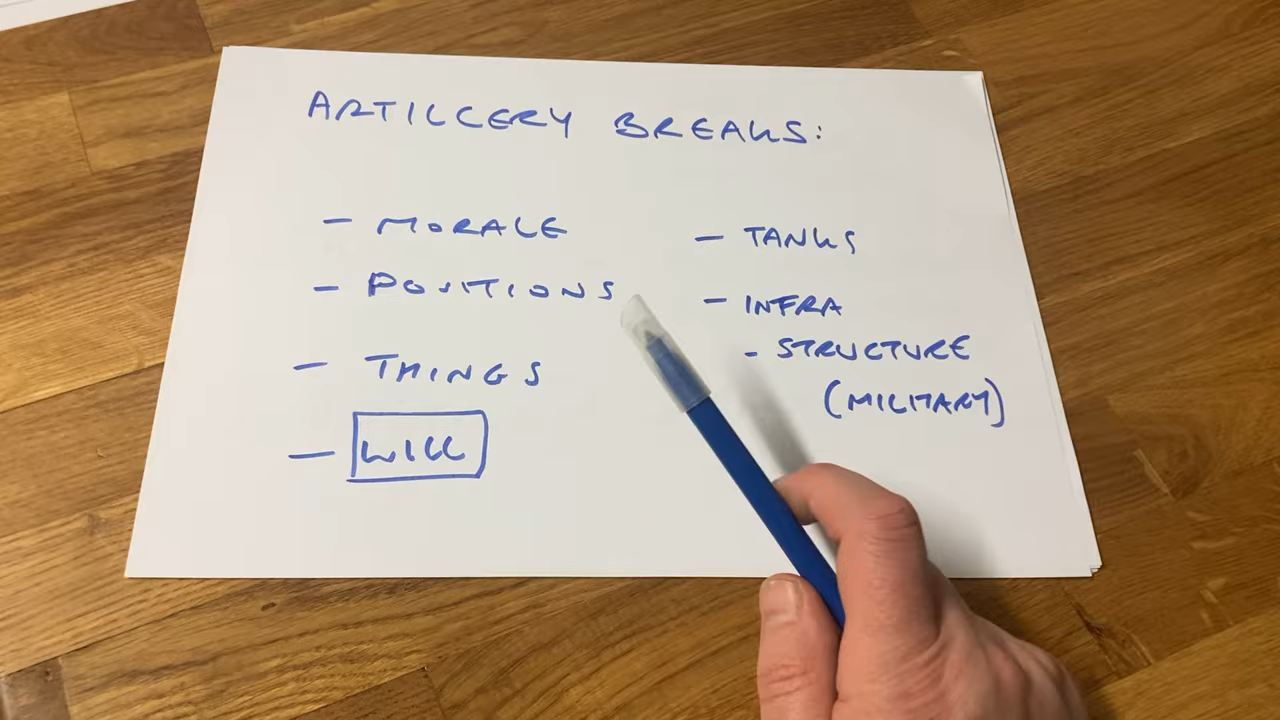 ARTILLERY BREAKS:
- MORALE
- POSITIONS
- THINGS
- WILL
- TANKS
- INFRA
- STRUCTURE
(MILITARY)